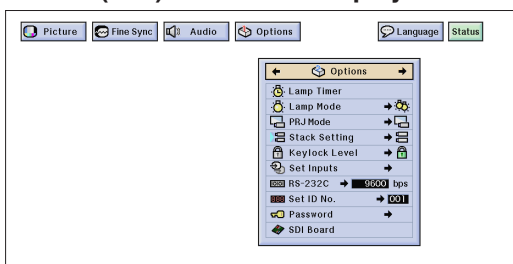 Picture Fine Sync Audio Options Language Status
Options
Lamp Timer
Lamp Mode
PRJ Mode
Stack Setting
Keylock Level
Set Inputs
RS-232C 9600 bps
Set ID No. 001
Password
SDI Board